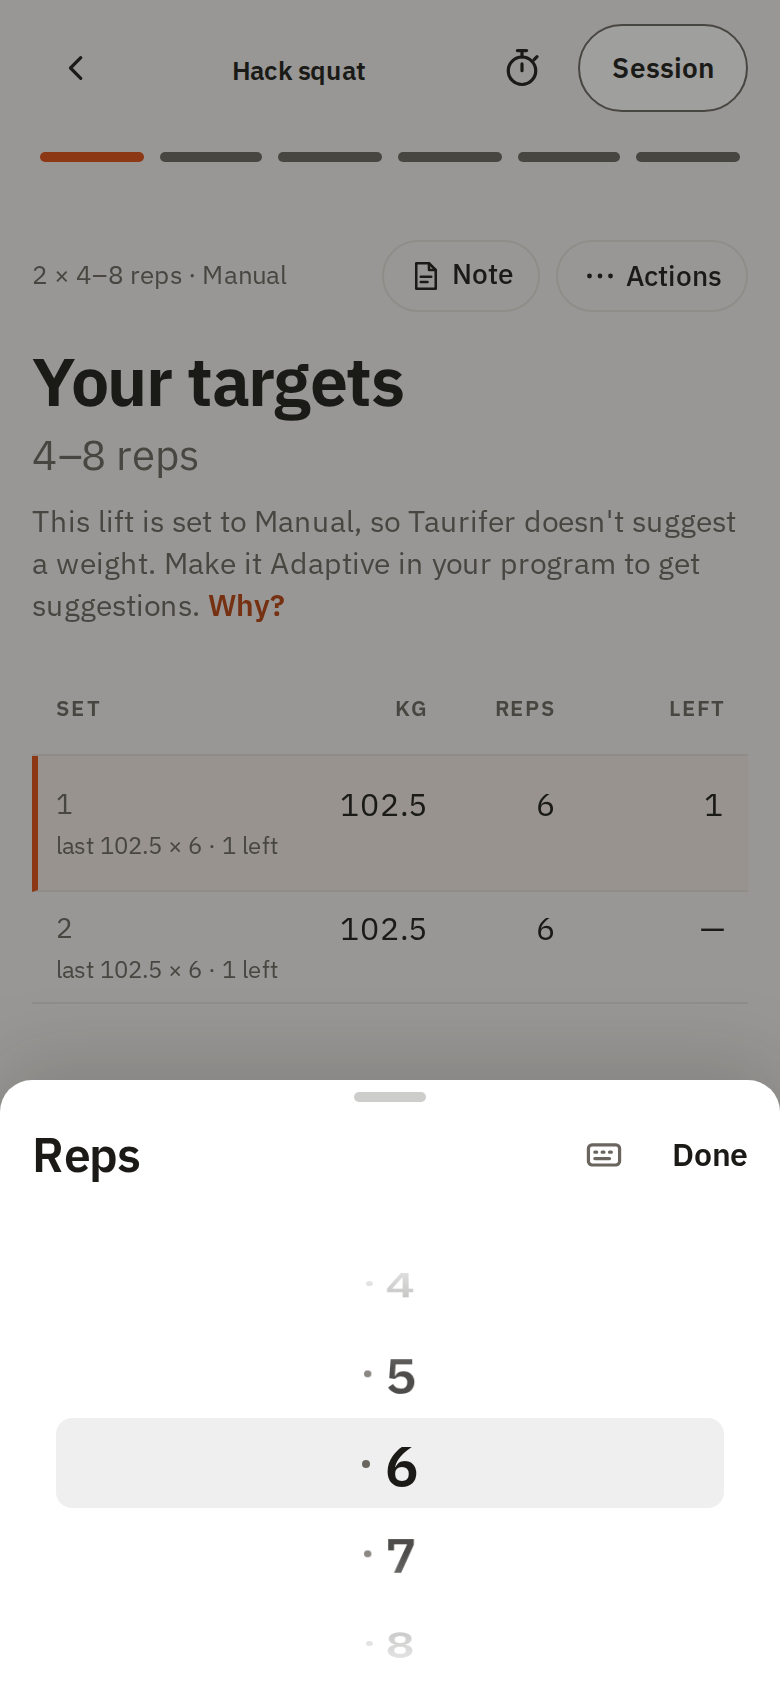 Hack squat
Session
2 × 4–8 reps · Manual
Note
Actions
Your targets
4–8 reps
This lift is set to Manual, so Taurifer doesn't suggest
a weight. Make it Adaptive in your program to get
suggestions. Why?
SET KG REPS LEFT
1 102.5 6 1
last 102.5 × 6 · 1 left
2 102.5 6 —
last 102.5 × 6 · 1 left
Reps
Done
· 4
· 5
· 6
· 7
· 8